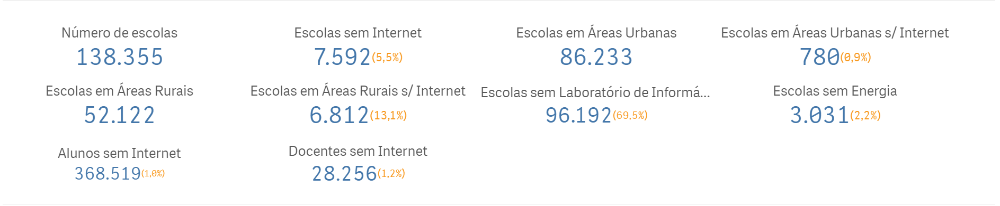 Número de escolas
138.355
Escolas sem Internet
7.592(5,5%)
Escolas em Áreas Urbanas
86.233
Escolas em Áreas Urbanas s/ Internet
780(0,9%)
Escolas em Áreas Rurais
52.122
Escolas em Áreas Rurais s/ Internet
6.812(13,1%)
Escolas sem Laboratório de Informá...
96.192(69,5%)
Escolas sem Energia
3.031(2,2%)
Alunos sem Internet
368.519(1,0%)
Docentes sem Internet
28.256(1,2%)